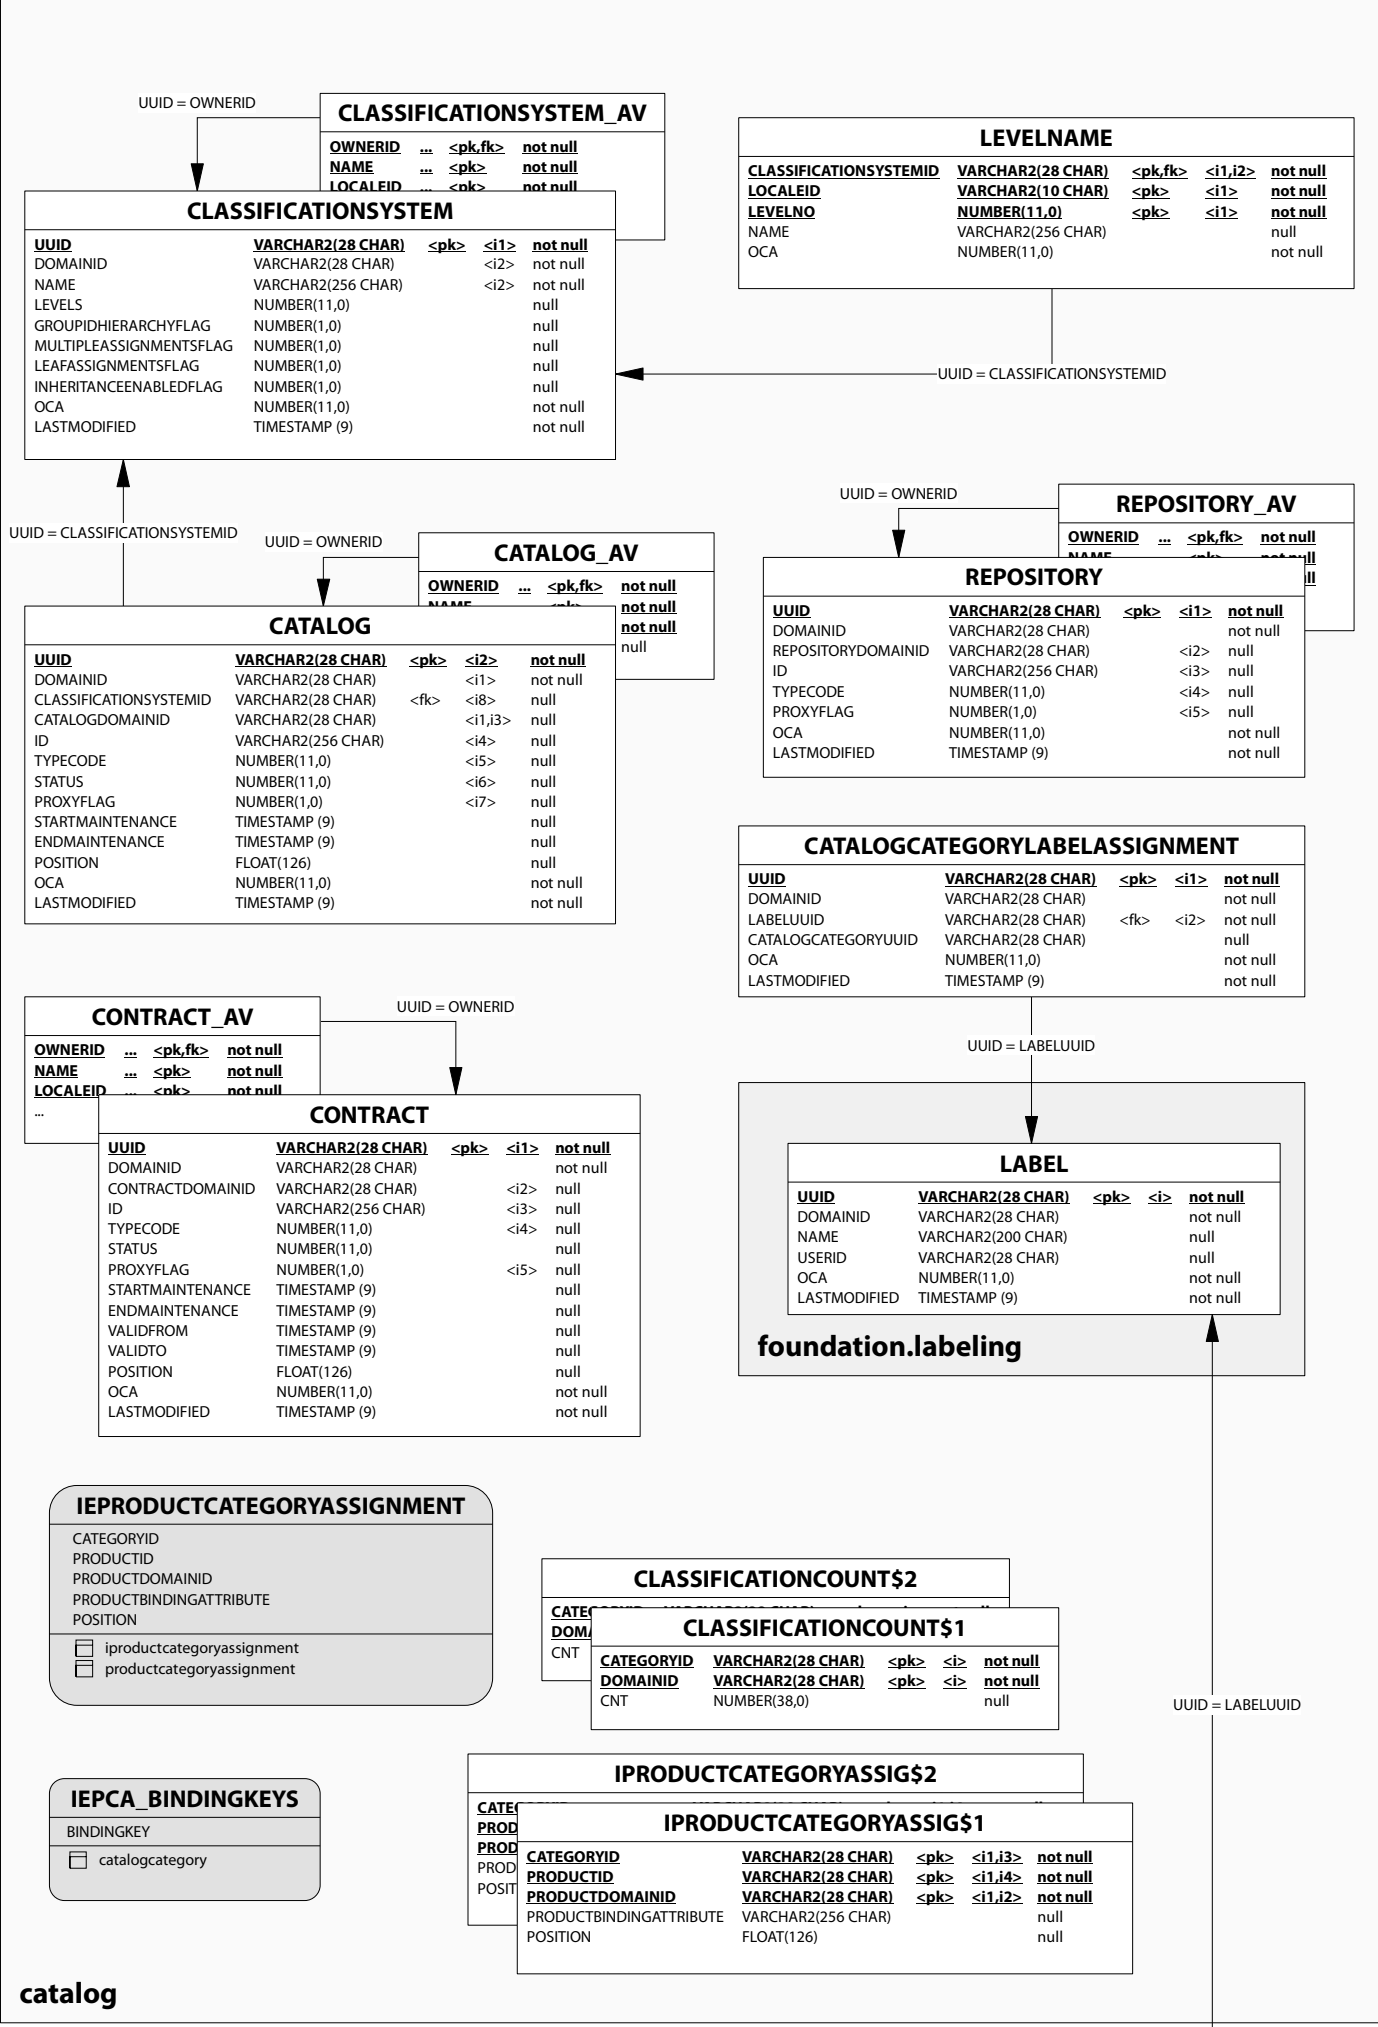 UUID = OWNERID
CLASSIFICATIONSYSTEM_AV
OWNERID ... <pk,fk> not null
NAME ... <pk> not null
LOCALEID ... <pk> not null
CLASSIFICATIONSYSTEM
UUID VARCHAR2(28 CHAR) <pk> <i1> not null
DOMAINID VARCHAR2(28 CHAR) <i2> not null
NAME VARCHAR2(256 CHAR) <i2> not null
LEVELS NUMBER(11,0) null
GROUPIDHIERARCHYFLAG NUMBER(1,0) null
MULTIPLEASSIGNMENTSFLAG NUMBER(1,0) null
LEAFASSIGNMENTSFLAG NUMBER(1,0) null
INHERITANCEENABLEDFLAG NUMBER(1,0) null
OCA NUMBER(11,0) not null
LASTMODIFIED TIMESTAMP (9) not null
LEVELNAME
CLASSIFICATIONSYSTEMID VARCHAR2(28 CHAR) <pk,fk> <i1,i2> not null
LOCALEID VARCHAR2(10 CHAR) <pk> <i1> not null
LEVELNO NUMBER(11,0) <pk> <i1> not null
NAME VARCHAR2(256 CHAR) null
OCA NUMBER(11,0) not null
UUID = CLASSIFICATIONSYSTEMID
UUID = CLASSIFICATIONSYSTEMID
UUID = OWNERID
CATALOG_AV
OWNERID ... <pk,fk> not null
NAME <pk> not null
not null
null
CATALOG
UUID VARCHAR2(28 CHAR) <pk> <i2> not null
DOMAINID VARCHAR2(28 CHAR) <i1> not null
CLASSIFICATIONSYSTEMID VARCHAR2(28 CHAR) <fk> <i8> null
CATALOGDOMAINID VARCHAR2(28 CHAR) <i1,i3> null
ID VARCHAR2(256 CHAR) <i4> null
TYPECODE NUMBER(11,0) <i5> null
STATUS NUMBER(11,0) <i6> null
PROXYFLAG NUMBER(1,0) <i7> null
STARTMAINTENANCE TIMESTAMP (9) null
ENDMAINTENANCE TIMESTAMP (9) null
POSITION FLOAT(126) null
OCA NUMBER(11,0) not null
LASTMODIFIED TIMESTAMP (9) not null
UUID = OWNERID
REPOSITORY_AV
OWNERID ... <pk,fk> not null
NAME <pk> not null
REPOSITORY
UUID VARCHAR2(28 CHAR) <pk> <i1> not null
DOMAINID VARCHAR2(28 CHAR) not null
REPOSITORYDOMAINID VARCHAR2(28 CHAR) <i2> null
ID VARCHAR2(256 CHAR) <i3> null
TYPECODE NUMBER(11,0) <i4> null
PROXYFLAG NUMBER(1,0) <i5> null
OCA NUMBER(11,0) not null
LASTMODIFIED TIMESTAMP (9) not null
CATALOGCATEGORYLABELASSIGNMENT
UUID VARCHAR2(28 CHAR) <pk> <i1> not null
DOMAINID VARCHAR2(28 CHAR) not null
LABELUUID VARCHAR2(28 CHAR) <fk> <i2> not null
CATALOGCATEGORYUUID VARCHAR2(28 CHAR) null
OCA NUMBER(11,0) not null
LASTMODIFIED TIMESTAMP (9) not null
UUID = LABELUUID
CONTRACT_AV
OWNERID ... <pk,fk> not null
NAME ... <pk> not null
LOCALEID ... <pk> not null
...
UUID = OWNERID
CONTRACT
UUID VARCHAR2(28 CHAR) <pk> <i1> not null
DOMAINID VARCHAR2(28 CHAR) not null
CONTRACTDOMAINID VARCHAR2(28 CHAR) <i2> null
ID VARCHAR2(256 CHAR) <i3> null
TYPECODE NUMBER(11,0) <i4> null
STATUS NUMBER(11,0) null
PROXYFLAG NUMBER(1,0) <i5> null
STARTMAINTENANCE TIMESTAMP (9) null
ENDMAINTENANCE TIMESTAMP (9) null
VALIDFROM TIMESTAMP (9) null
VALIDTO TIMESTAMP (9) null
POSITION FLOAT(126) null
OCA NUMBER(11,0) not null
LASTMODIFIED TIMESTAMP (9) not null
LABEL
UUID VARCHAR2(28 CHAR) <pk> <i> not null
DOMAINID VARCHAR2(28 CHAR) not null
NAME VARCHAR2(200 CHAR) null
USERID VARCHAR2(28 CHAR) null
OCA NUMBER(11,0) not null
LASTMODIFIED TIMESTAMP (9) not null
foundation.labeling
IEPRODUCTCATEGORYASSIGNMENT
CATEGORYID
PRODUCTID
PRODUCTDOMAINID
PRODUCTBINDINGATTRIBUTE
POSITION
iproductcategoryassignment
productcategoryassignment
CLASSIFICATIONCOUNT$2
CATE
DOMA
CNT
CLASSIFICATIONCOUNT$1
CATEGORYID VARCHAR2(28 CHAR) <pk> <i> not null
DOMAINID VARCHAR2(28 CHAR) <pk> <i> not null
CNT NUMBER(38,0) null
UUID = LABELUUID
IEPCA_BINDINGKEYS
BINDINGKEY
catalogcategory
IPRODUCTCATEGORYASSIG$2
CATE
PROD
PROD
PROD
POSIT
IPRODUCTCATEGORYASSIG$1
CATEGORYID VARCHAR2(28 CHAR) <pk> <i1,i3> not null
PRODUCTID VARCHAR2(28 CHAR) <pk> <i1,i4> not null
PRODUCTDOMAINID VARCHAR2(28 CHAR) <pk> <i1,i2> not null
PRODUCTBINDINGATTRIBUTE VARCHAR2(256 CHAR) null
POSITION FLOAT(126) null
catalog